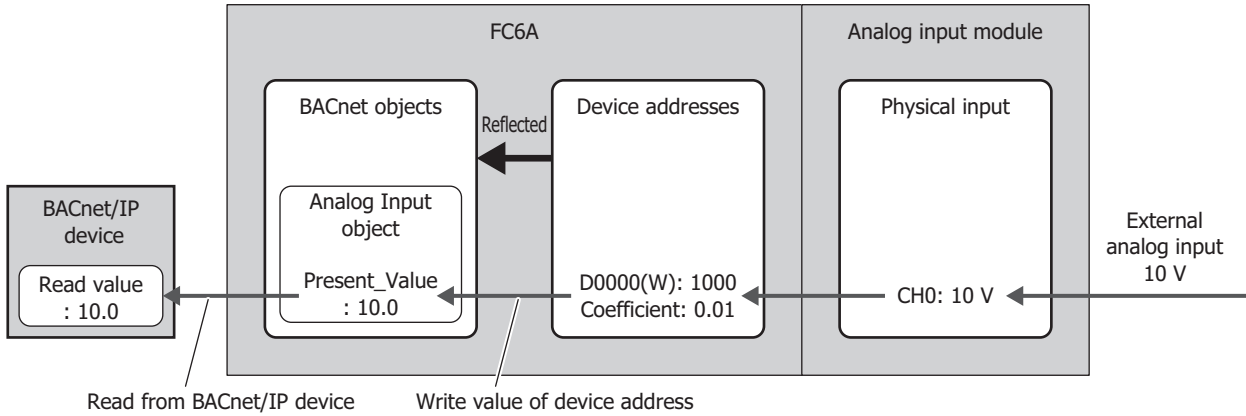 FC6A
Analog input module
BACnet objects
Reflected
Device addresses
Physical input
BACnet/IP
device
Read value
: 10.0
Analog Input
object
Present_Value
: 10.0
D0000(W): 1000
Coefficient: 0.01
CH0: 10 V
External
analog input
10 V
Read from BACnet/IP device
Write value of device address